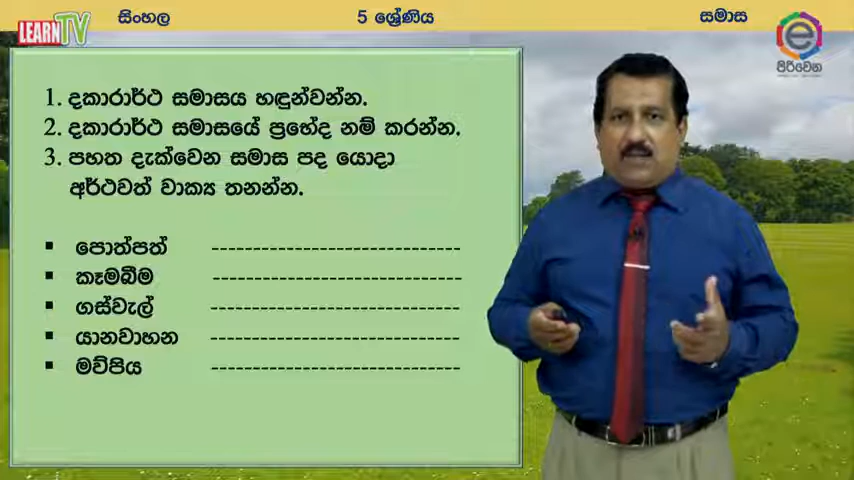 සිංහල
5 ශ්‍රේණිය
සමාස
LEARN TV
පිරිවෙන
1. දකාරාර්ථ සමාසය හඳුන්වන්න.
2. දකාරාර්ථ සමාසයේ ප්‍රභේද නම් කරන්න.
3. පහත දැක්වෙන සමාස පද යොදා
අර්ථවත් වාක්‍ය තනන්න.
▪ පොත්පත් ------------------------------
▪ කෑමබීම ------------------------------
▪ ගස්වැල් ------------------------------
▪ යානවාහන ------------------------------
▪ මව්පිය ------------------------------